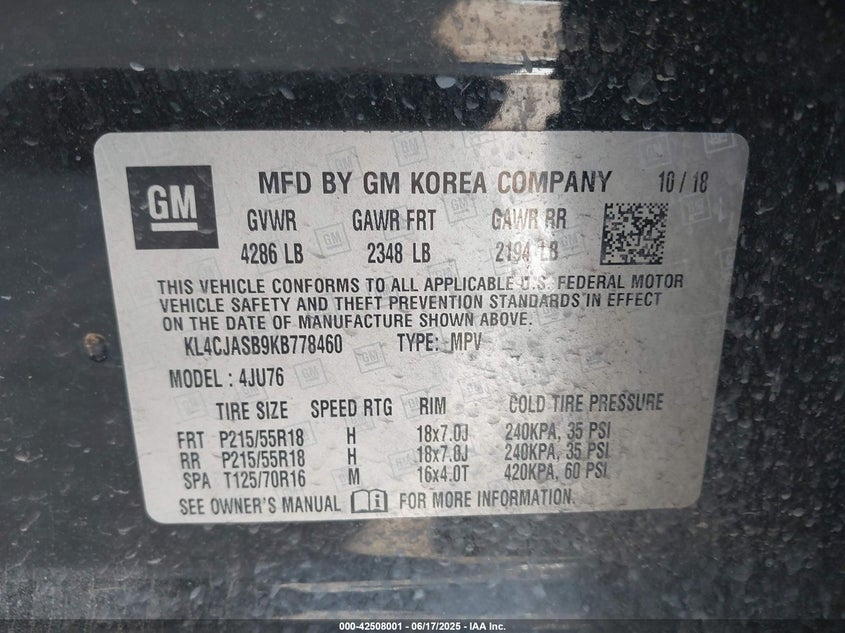 GM MFD BY GM KOREA COMPANY 10/18
GVWR GAWR FRT GAWR RR
4286 LB 2348 LB 2194 LB
THIS VEHICLE CONFORMS TO ALL APPLICABLE U.S. FEDERAL MOTOR
VEHICLE SAFETY AND THEFT PREVENTION STANDARDS IN EFFECT
ON THE DATE OF MANUFACTURE SHOWN ABOVE.
KL4CJASB9KB778460 TYPE: MPV
MODEL : 4JU76
TIRE SIZE SPEED RTG RIM COLD TIRE PRESSURE
FRT P215/55R18 H 18x7.0J 240KPA, 35 PSI
RR P215/55R18 H 18x7.0J 240KPA, 35 PSI
SPA T125/70R16 M 16x4.0T 420KPA, 60 PSI
SEE OWNER'S MANUAL FOR MORE INFORMATION.
000-42508001 - 06/17/2025 - IAA Inc.